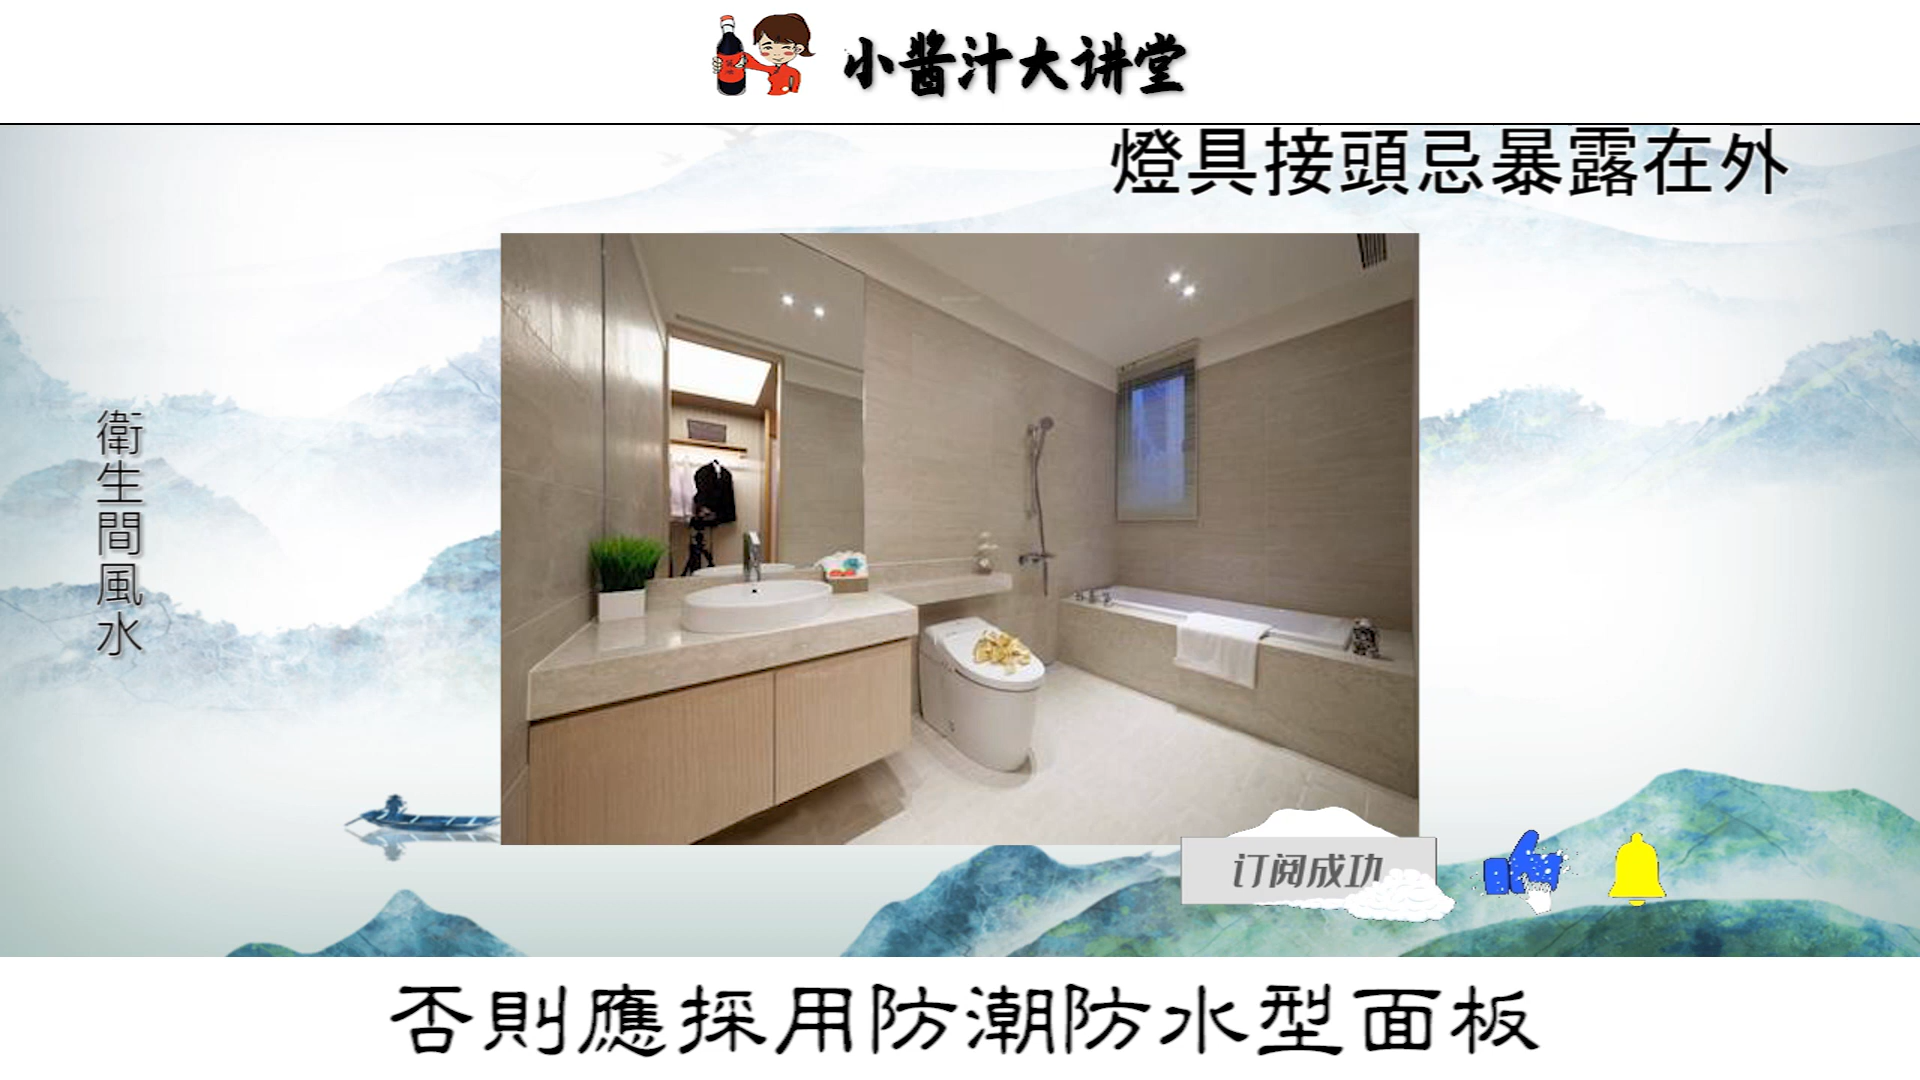 小酱汁大讲堂
燈具接頭忌暴露在外
衛生間風水
订阅成功
否則應採用防潮防水型面板